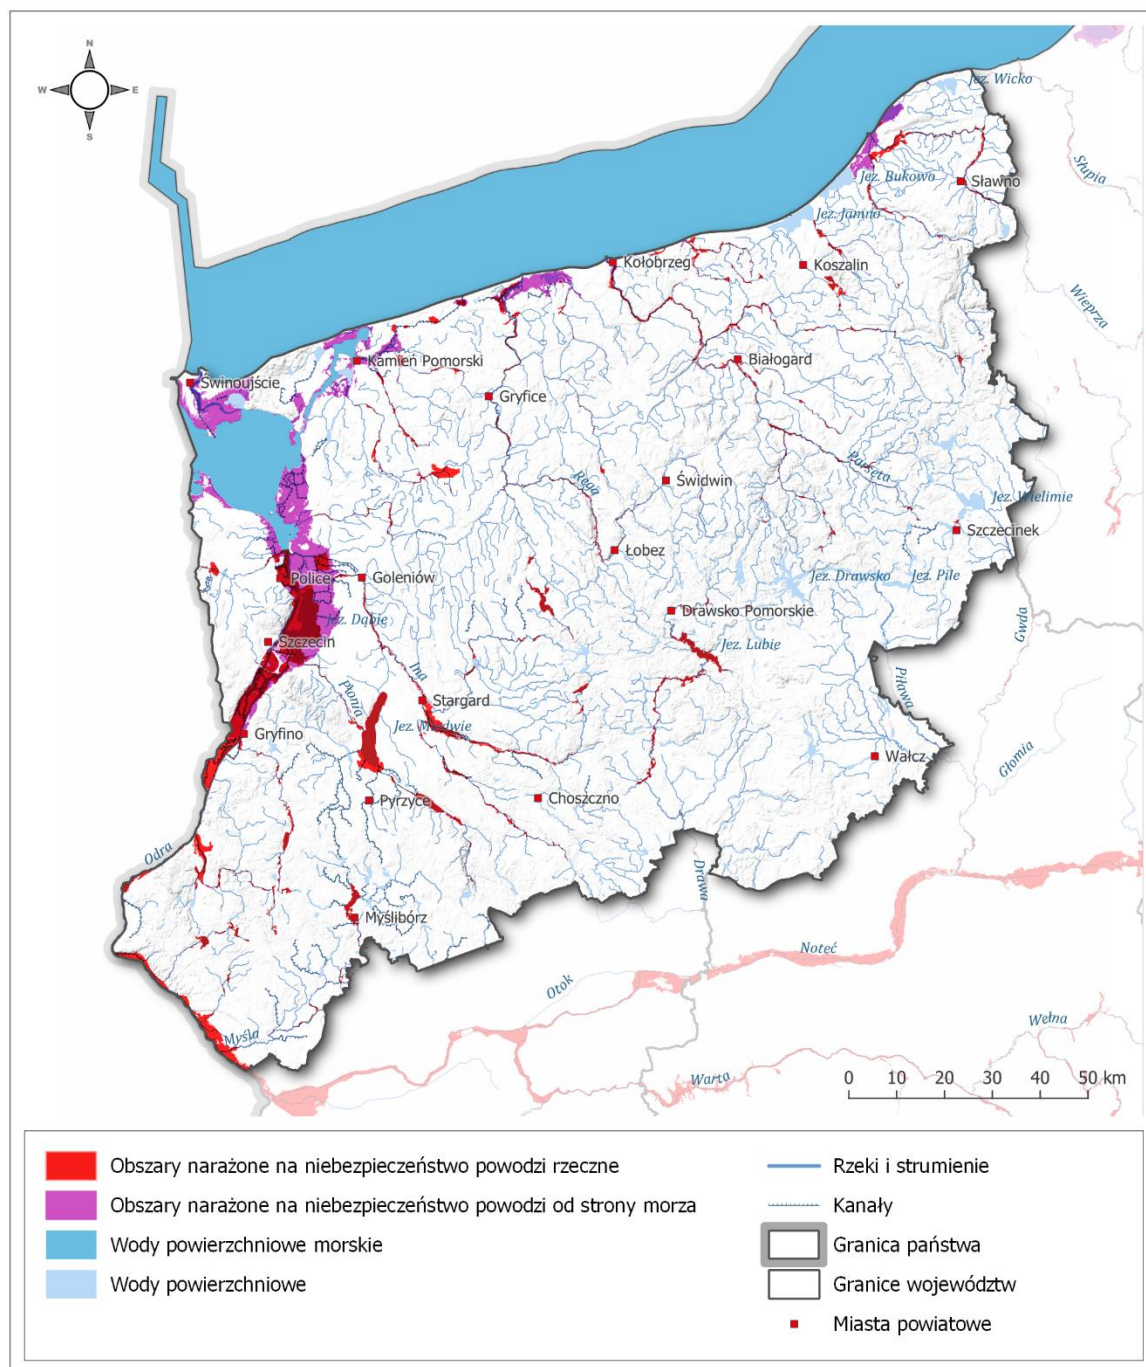 N
W
E
S
Jez. Wicko
Słupia
Jez. Bukowo
Sławno
Jez. Jamno
Kołobrzeg
Koszalin
Wieprza
Kamień Pomorski
Białogard
Świnoujście
Gryfice
Parsęta
Rega
Świdwin
Jez. Wielimie
Szczecinek
Łobez
Police
Goleniów
Jez. Drawsko
Jez. Pile
Drawsko Pomorskie
Jez. Dąbie
Szczecin
Jez. Lubie
Gwda
Ina
Płonia
Piława
Stargard
Jez. Miedwie
Gryfino
Wałcz
Głomia
Pyrzyce
Choszczno
Odra
Drawa
Myślibórz
Noteć
Otok
Myśla
Wełna
Warta
0 10 20 30 40 50 km
Obszary narażone na niebezpieczeństwo powodzi rzeczne
Obszary narażone na niebezpieczeństwo powodzi od strony morza
Wody powierzchniowe morskie
Wody powierzchniowe
Rzeki i strumienie
Kanały
Granica państwa
Granice województw
Miasta powiatowe